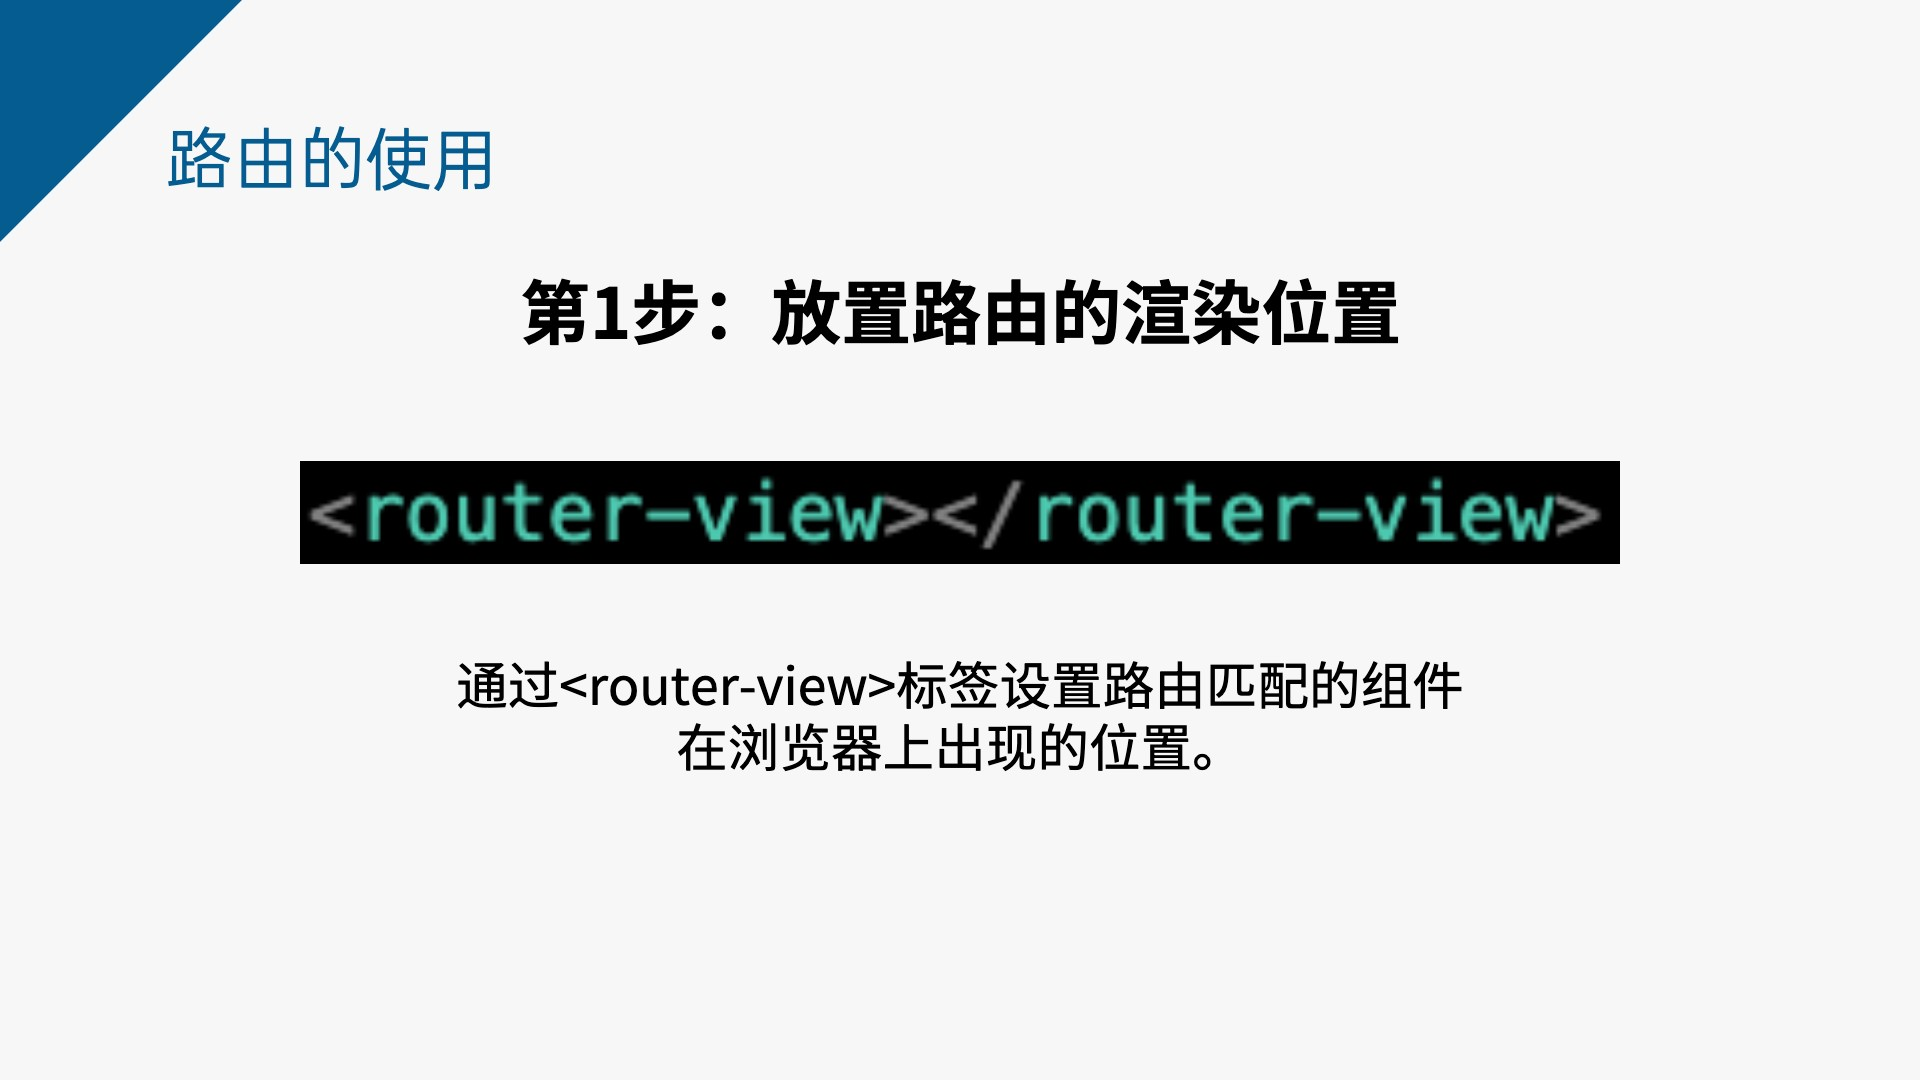 路由的使用
第1步：放置路由的渲染位置
<router-view></router-view>
通过<router-view>标签设置路由匹配的组件
在浏览器上出现的位置。